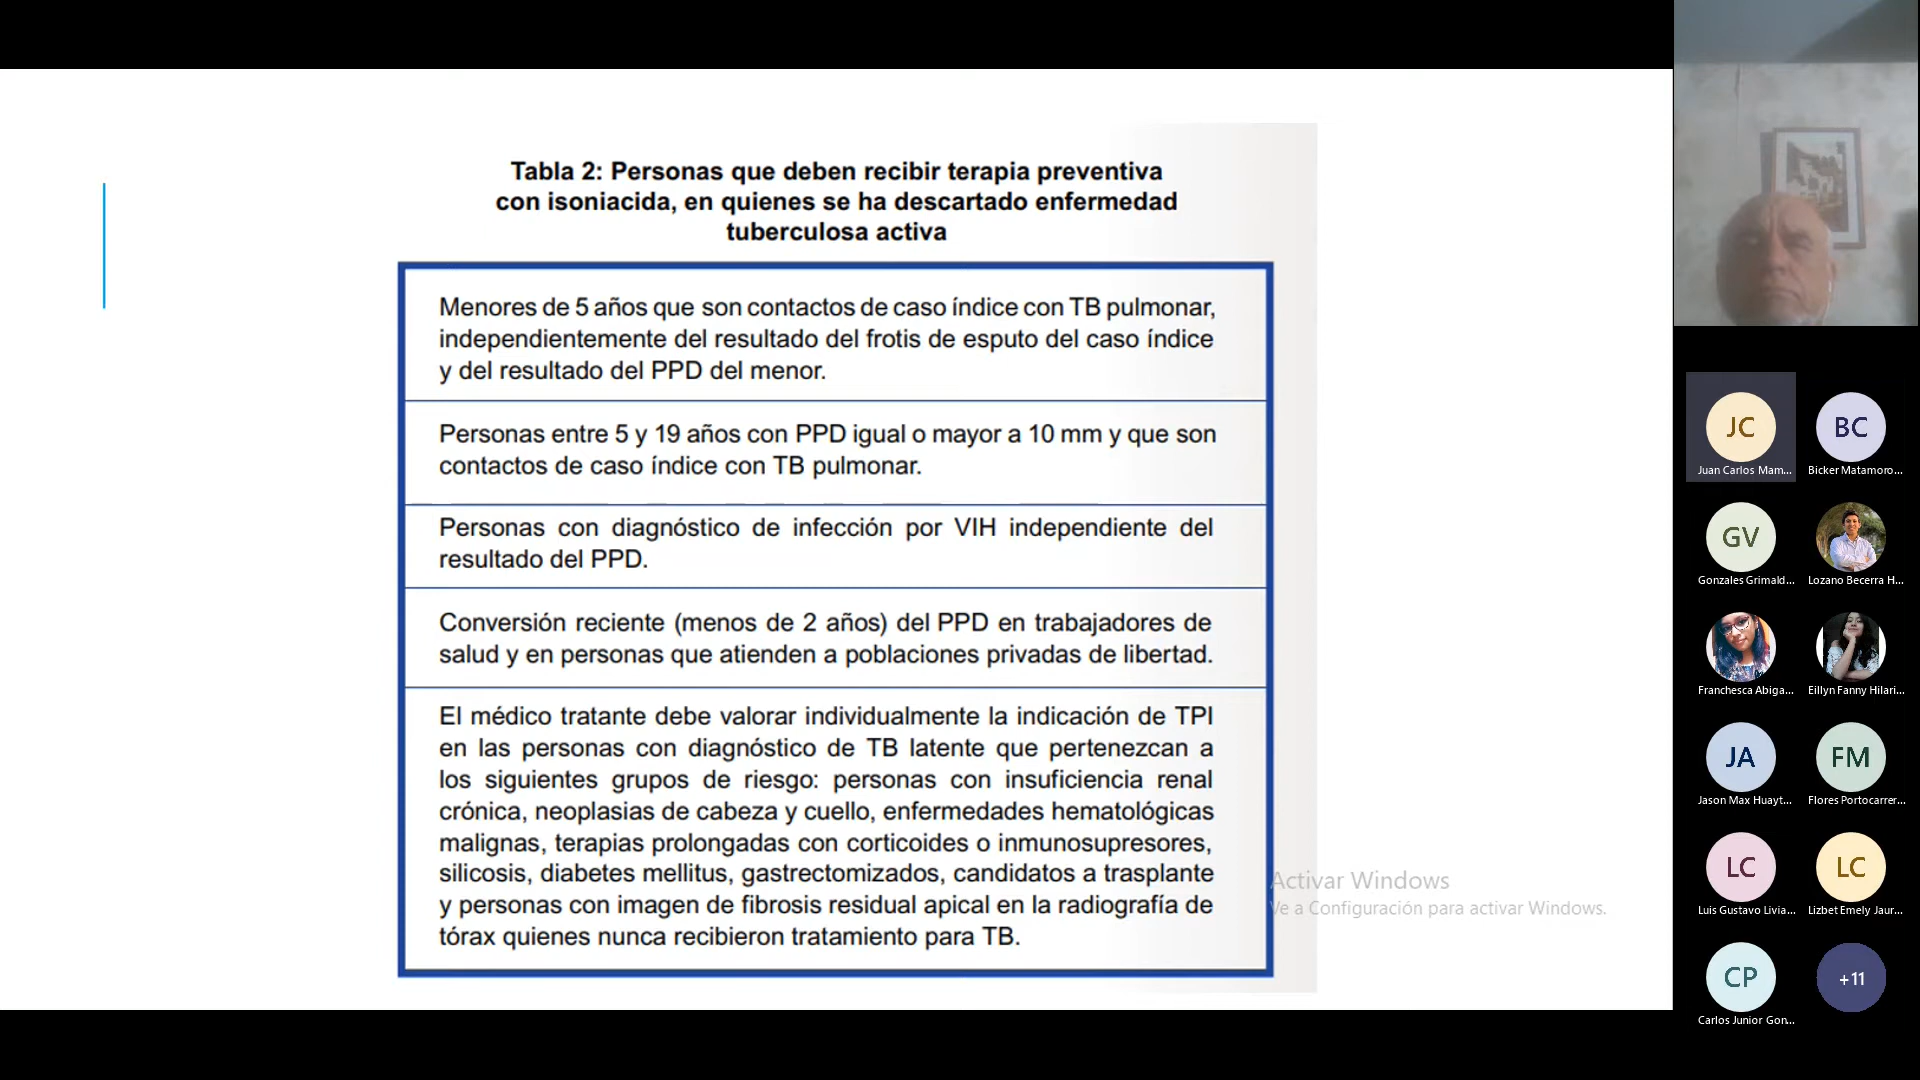 Tabla 2: Personas que deben recibir terapia preventiva
con isoniacida, en quienes se ha descartado enfermedad
tuberculosa activa
Menores de 5 años que son contactos de caso índice con TB pulmonar,
independientemente del resultado del frotis de esputo del caso índice
y del resultado del PPD del menor.
Personas entre 5 y 19 años con PPD igual o mayor a 10 mm y que son
contactos de caso índice con TB pulmonar.
Personas con diagnóstico de infección por VIH independiente del
resultado del PPD.
Conversión reciente (menos de 2 años) del PPD en trabajadores de
salud y en personas que atienden a poblaciones privadas de libertad.
El médico tratante debe valorar individualmente la indicación de TPI
en las personas con diagnóstico de TB latente que pertenezcan a
los siguientes grupos de riesgo: personas con insuficiencia renal
crónica, neoplasias de cabeza y cuello, enfermedades hematológicas
malignas, terapias prolongadas con corticoides o inmunosupresores,
silicosis, diabetes mellitus, gastrectomizados, candidatos a trasplante
y personas con imagen de fibrosis residual apical en la radiografía de
tórax quienes nunca recibieron tratamiento para TB.
Activar Windows
Ve a Configuración para activar Windows.
JC
Juan Carlos Mam...
BC
Bicker Matamoro...
GV
Gonzales Grimald...
Lozano Becerra H...
Franchesca Abiga...
Eillyn Fanny Hilari...
JA
Jason Max Huayt...
FM
Flores Portocarrer...
LC
Luis Gustavo Livia...
LC
Lizbet Emely Jaur...
CP
Carlos Junior Gon...
+11